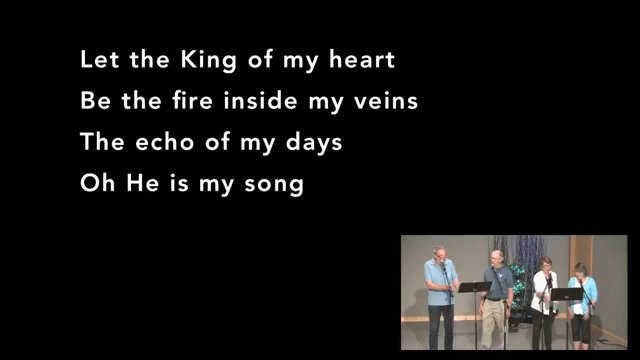 Let the King of my heart
Be the fire inside my veins
The echo of my days
Oh He is my song